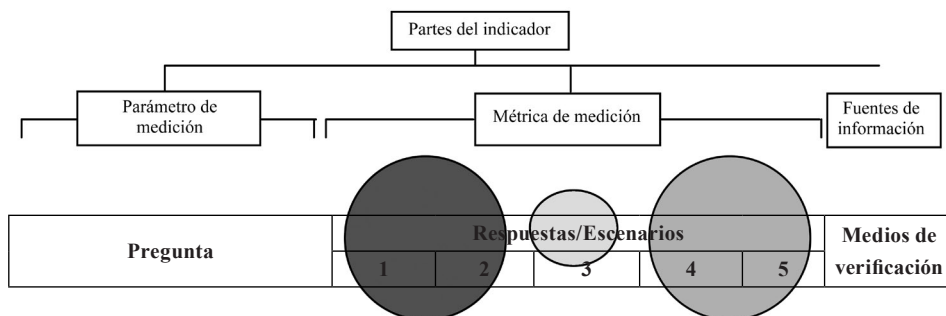 Partes del indicador
Parámetro de
medición
Métrica de medición
Fuentes de
información
Pregunta
Respuestas/Escenarios
1 2 3 4 5
Medios de
verificación